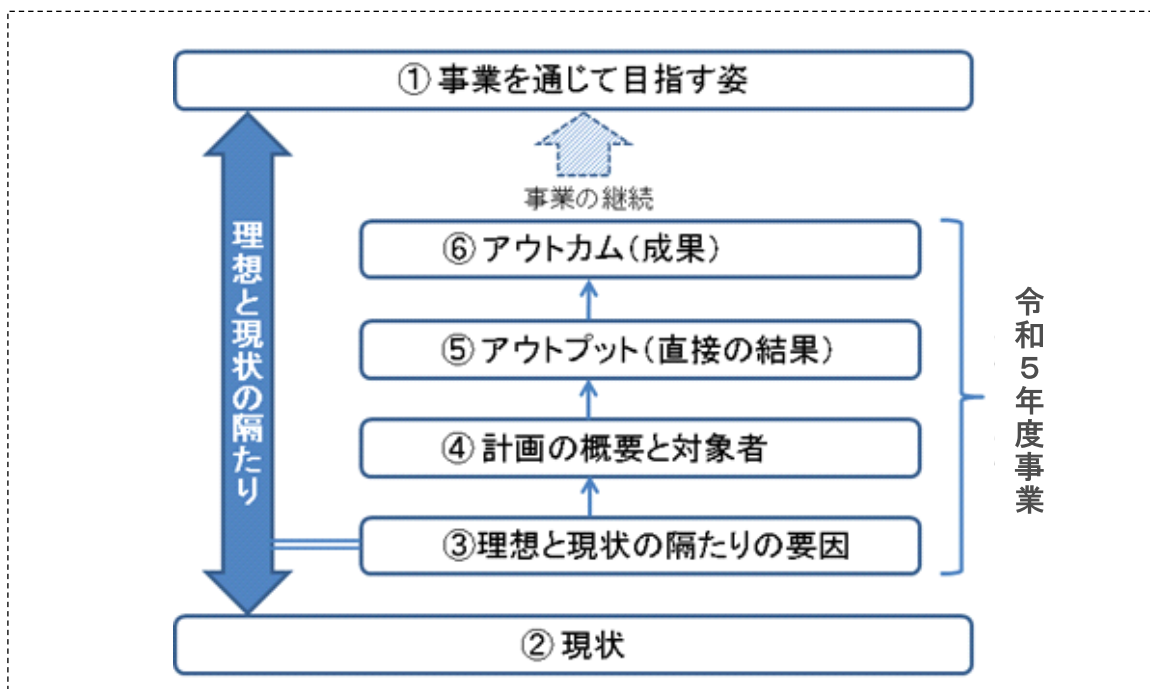 ①事業を通じて目指す姿
事業の継続
理想と現状の隔たり
⑥アウトカム(成果)
⑤アウトプット(直接の結果)
④計画の概要と対象者
③理想と現状の隔たりの要因
令和5年度事業
②現状